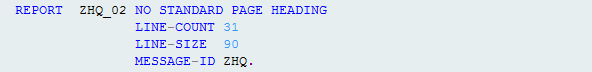 REPORT  ZHQ_02 NO STANDARD PAGE HEADING
LINE-COUNT 31
LINE-SIZE  90
MESSAGE-ID ZHQ.